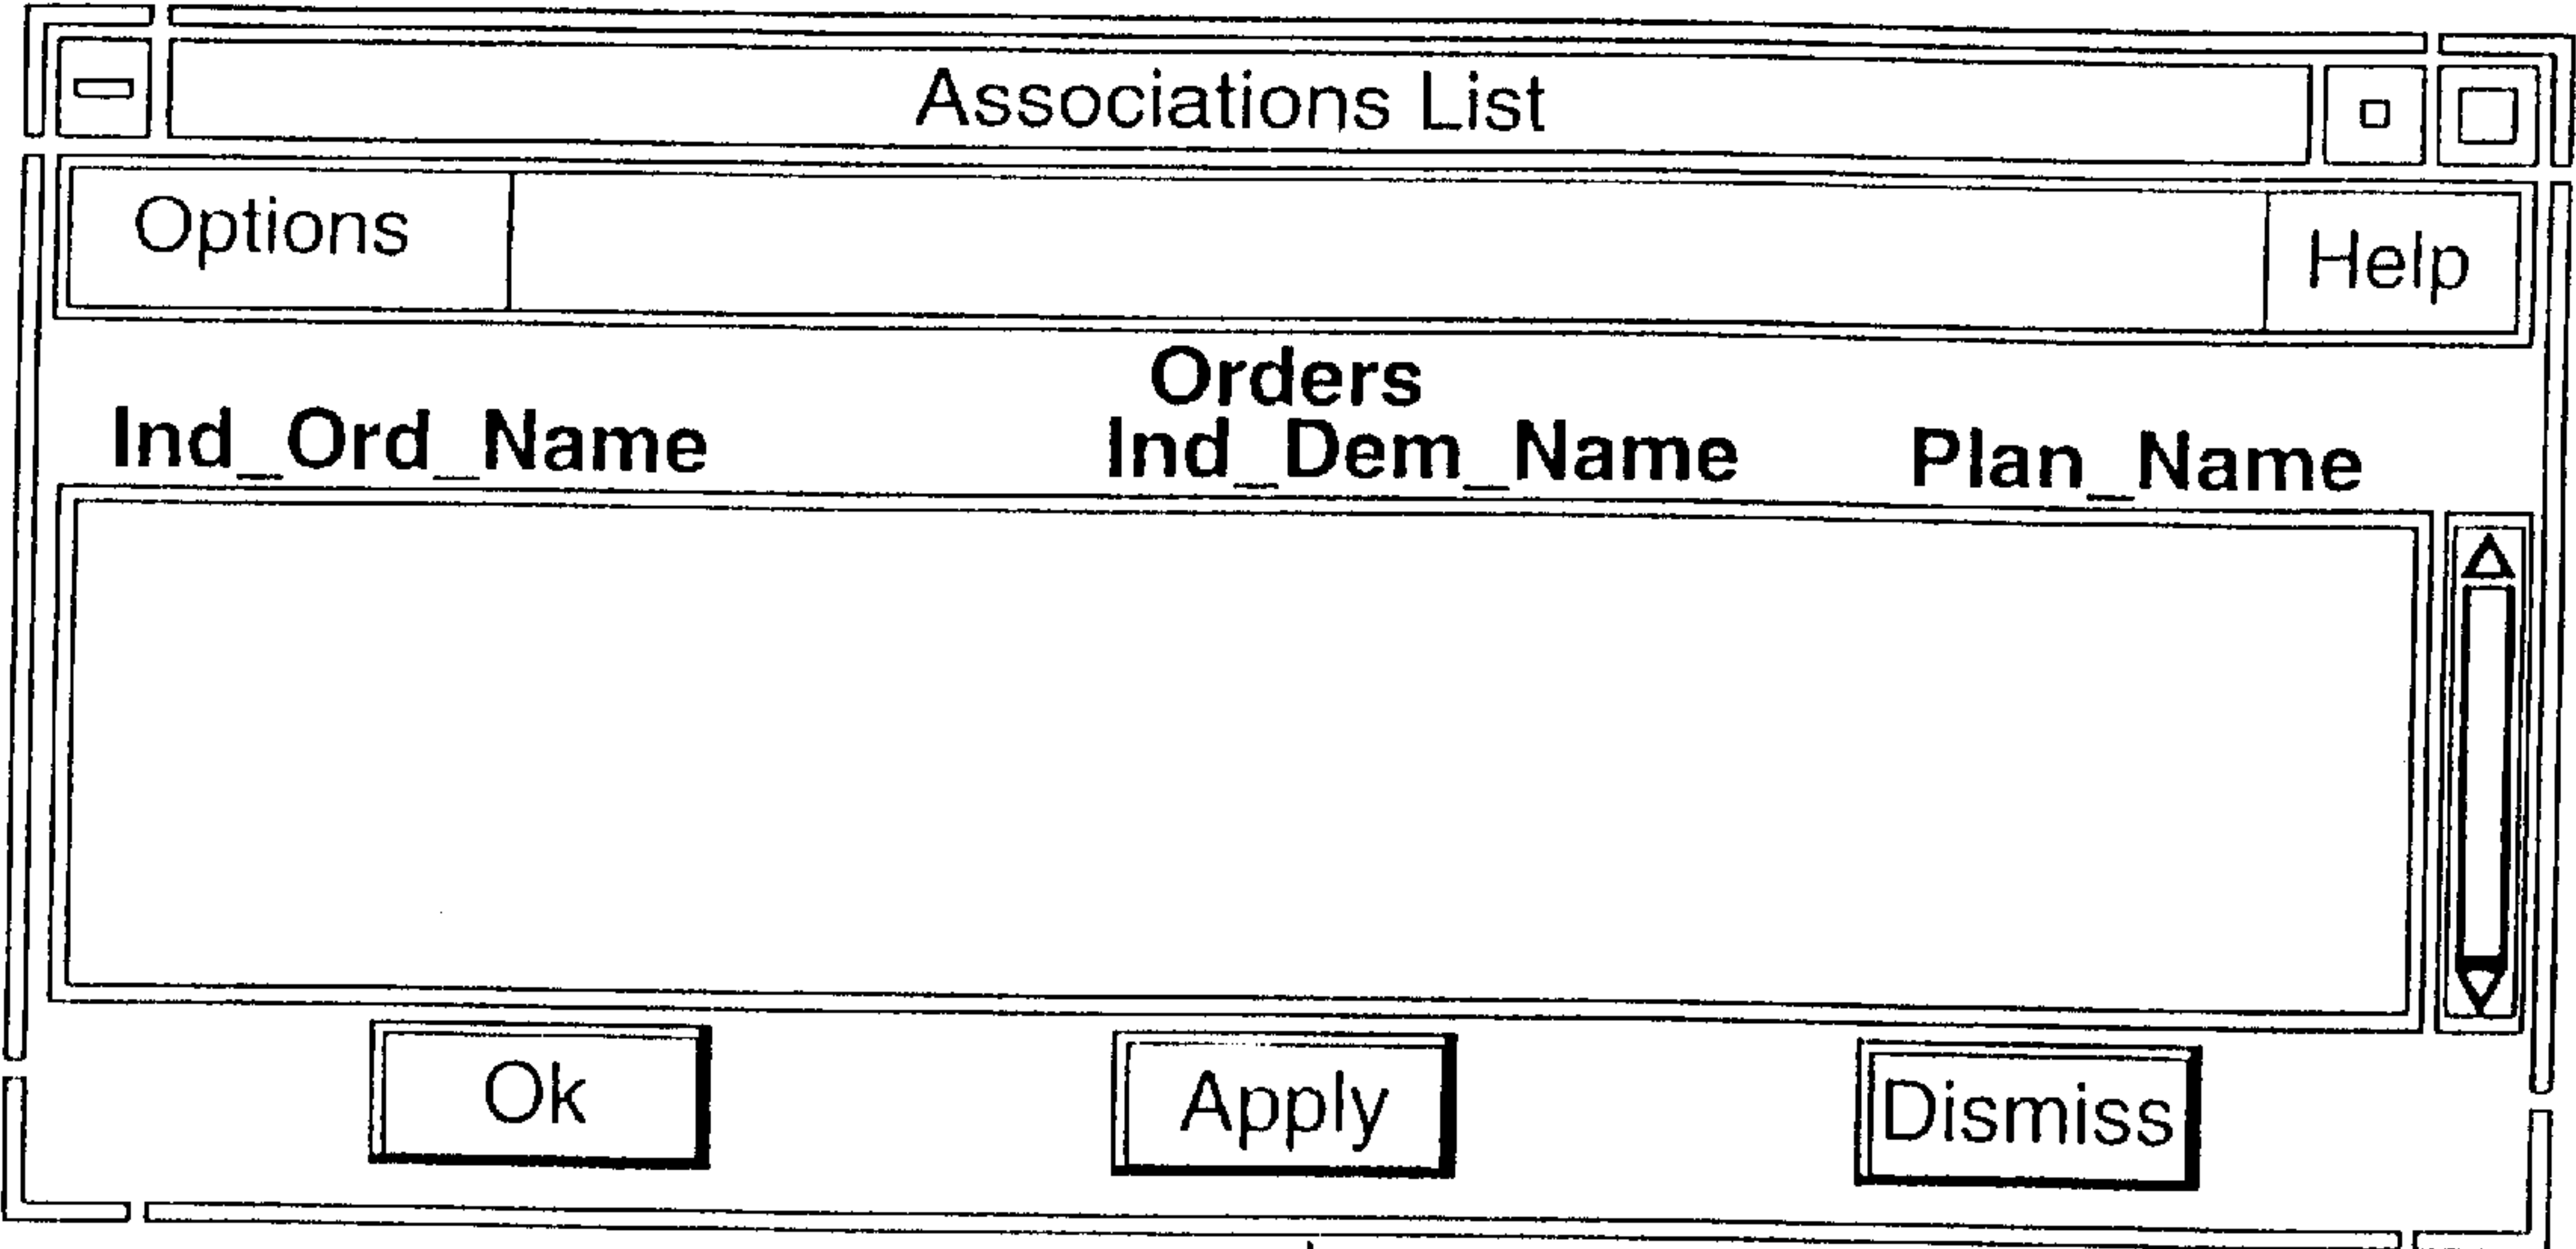 Associations List
Options Help
Orders
Ind_Ord_Name Ind_Dem_Name Plan_Name
Ok Apply Dismiss